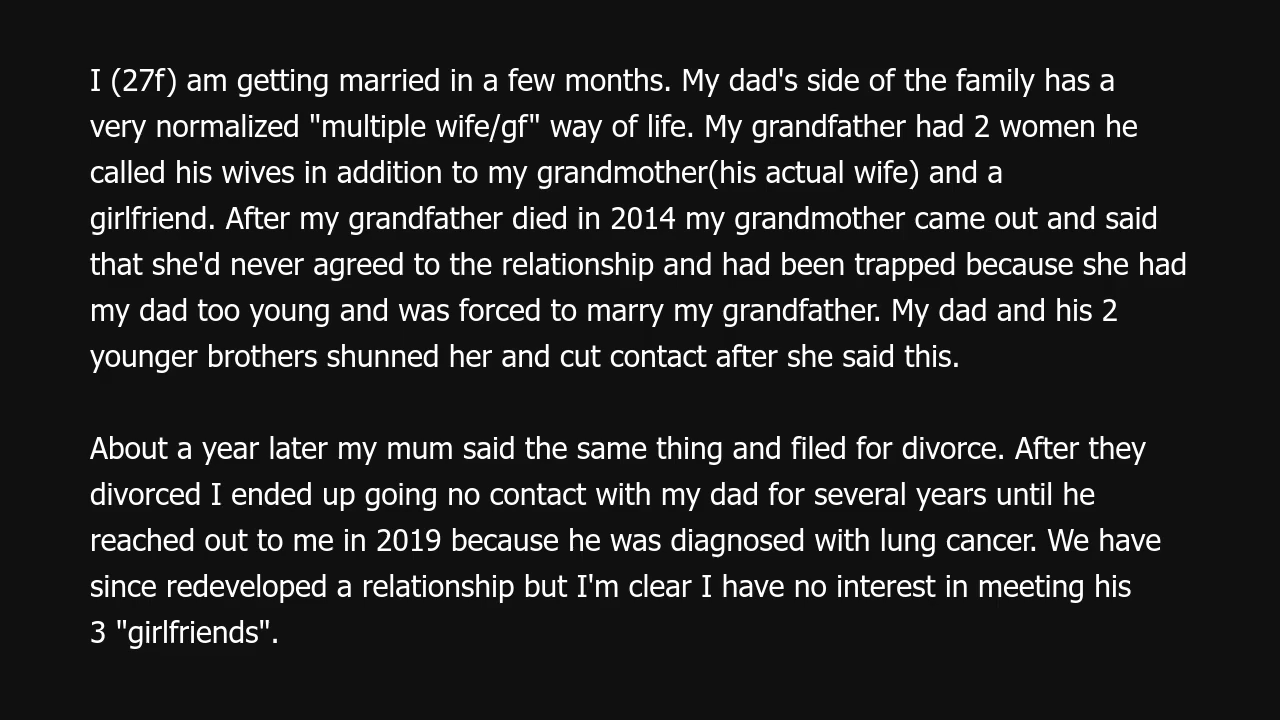 I (27f) am getting married in a few months. My dad's side of the family has a
very normalized "multiple wife/gf" way of life. My grandfather had 2 women he
called his wives in addition to my grandmother(his actual wife) and a
girlfriend. After my grandfather died in 2014 my grandmother came out and said
that she'd never agreed to the relationship and had been trapped because she had
my dad too young and was forced to marry my grandfather. My dad and his 2
younger brothers shunned her and cut contact after she said this.
About a year later my mum said the same thing and filed for divorce. After they
divorced I ended up going no contact with my dad for several years until he
reached out to me in 2019 because he was diagnosed with lung cancer. We have
since redeveloped a relationship but I'm clear I have no interest in meeting his
3 "girlfriends".